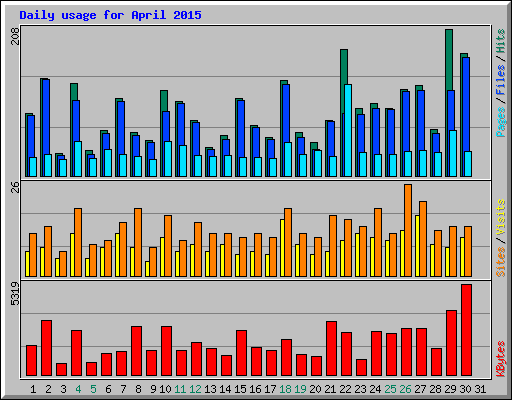 Daily usage for April 2015
208
Pages/Files/Hits
26
Sites/Visits
5319
KBytes
1 2 3 4 5 6 7 8 9 10 11 12 13 14 15 16 17 18 19 20 21 22 23 24 25 26 27 28 29 30 31